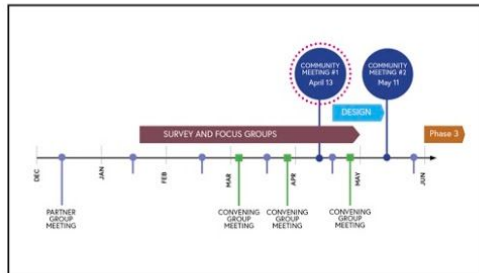 COMMUNITY
MEETING #1
April 13
COMMUNITY
MEETING #2
May 11
DESIGN
SURVEY AND FOCUS GROUPS
Phase 3
DEC
JAN
FEB
MAR
APR
MAY
JUN
PARTNER
GROUP
MEETING
CONVENING
GROUP
MEETING
CONVENING
GROUP
MEETING
CONVENING
GROUP
MEETING